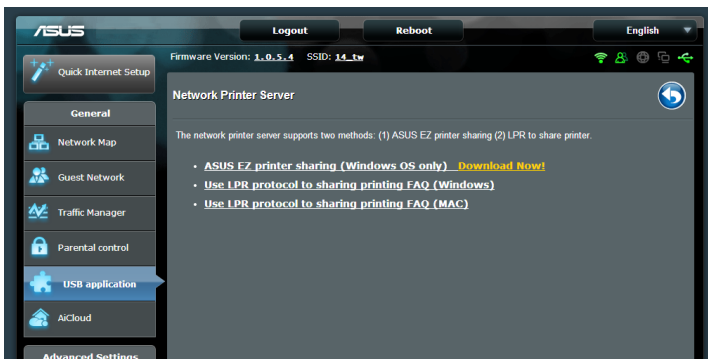 ASUS
Logout
Reboot
English
Quick Internet Setup
Firmware Version: 1.0.5.4 SSID: 14_tw
General
Network Map
Guest Network
Traffic Manager
Parental control
USB application
AiCloud
Advanced Settings
Network Printer Server
The network printer server supports two methods: (1) ASUS EZ printer sharing (2) LPR to share printer.
ASUS EZ printer sharing (Windows OS only) Download Now!
Use LPR protocol to sharing printing FAQ (Windows)
Use LPR protocol to sharing printing FAQ (MAC)